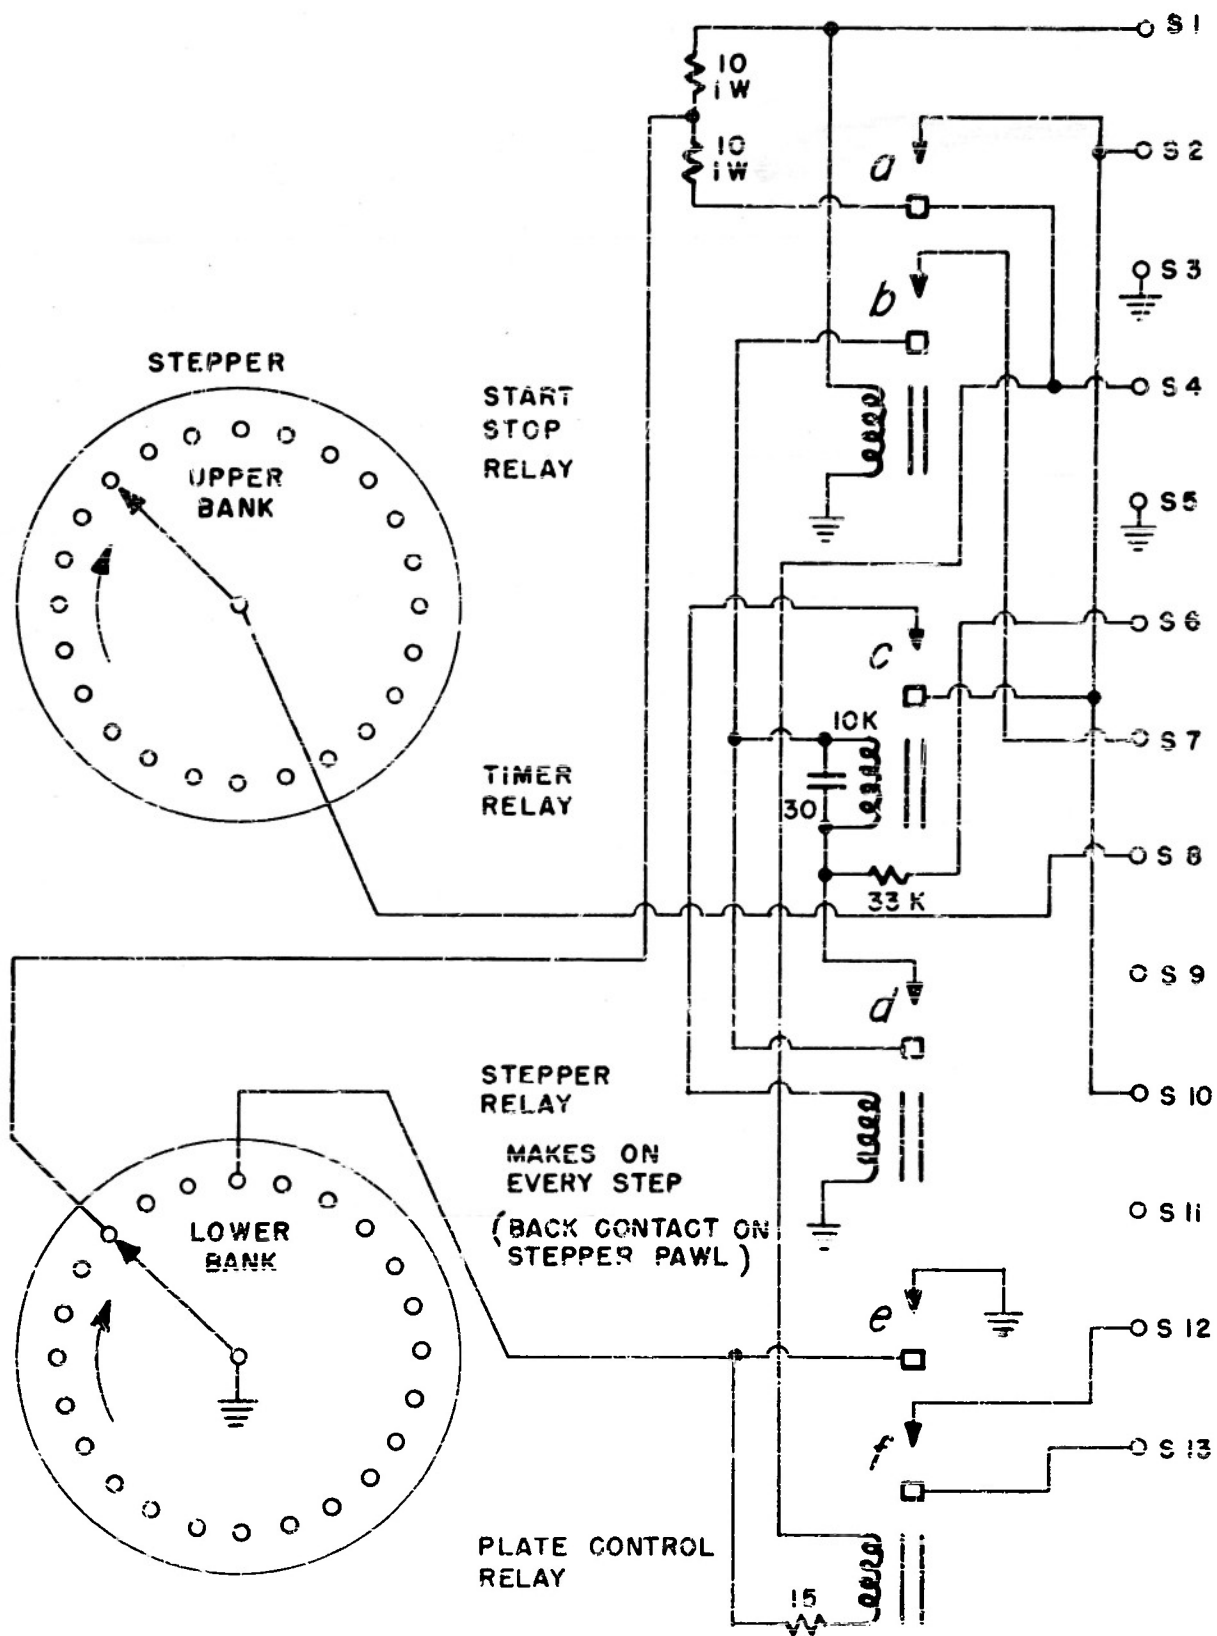 S 1
10
1W
10
1W
a
S 2
b
S 3
STEPPER
START
STOP
RELAY
S 4
UPPER
BANK
S 5
c
S 6
10K
S 7
TIMER
RELAY
30
S 8
33 K
S 9
d
STEPPER
RELAY
S 10
MAKES ON
EVERY STEP
(BACK CONTACT ON
STEPPER PAWL)
S 11
LOWER
BANK
e
S 12
f
S 13
PLATE CONTROL
RELAY
15